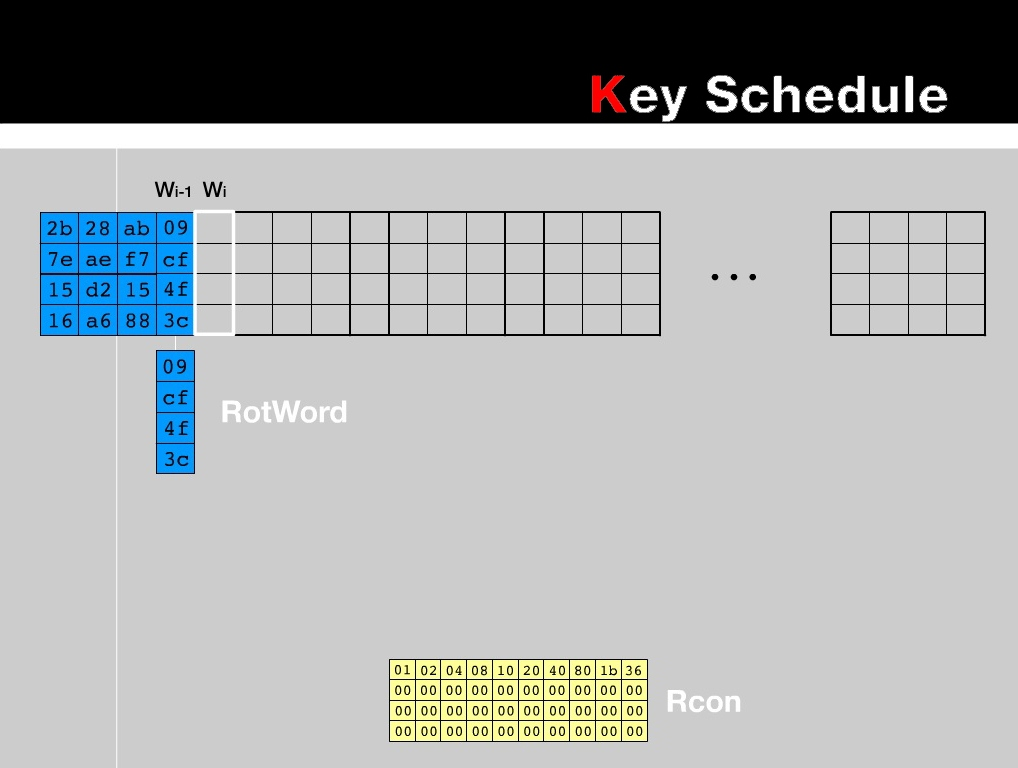 Key Schedule
Wi-1 Wi
2b 28 ab 09
7e ae f7 cf
15 d2 15 4f
16 a6 88 3c
...
09
cf
4f
3c
RotWord
01 02 04 08 10 20 40 80 1b 36
00 00 00 00 00 00 00 00 00 00
00 00 00 00 00 00 00 00 00 00
00 00 00 00 00 00 00 00 00 00
Rcon